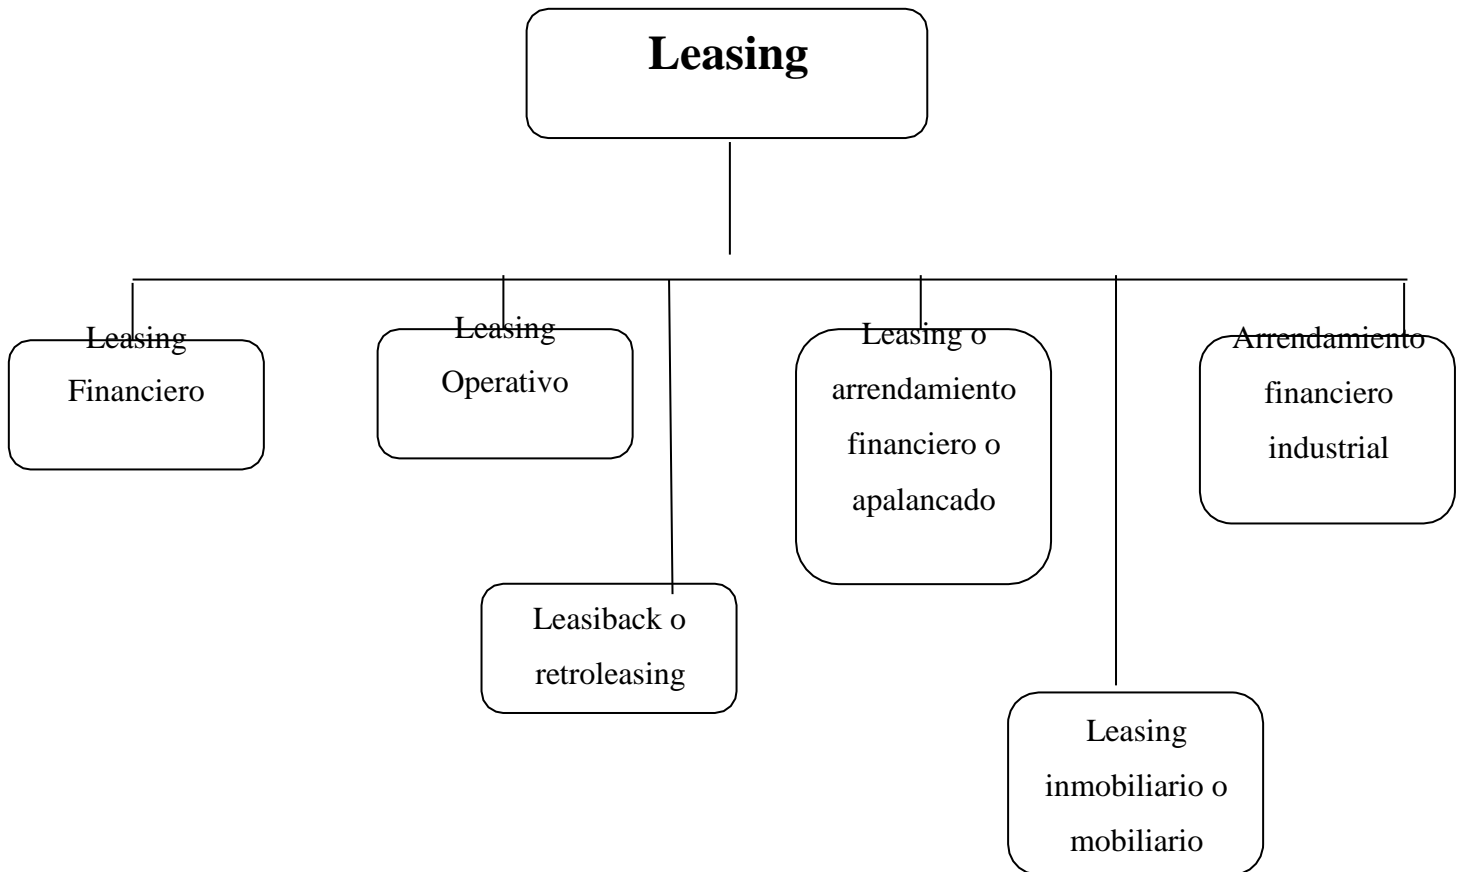 Leasing
Leasing
Financiero
Leasing
Operativo
Leasing o
arrendamiento
financiero o
apalancado
Arrendamiento
financiero
industrial
Leasiback o
retroleasing
Leasing
inmobiliario o
mobiliario